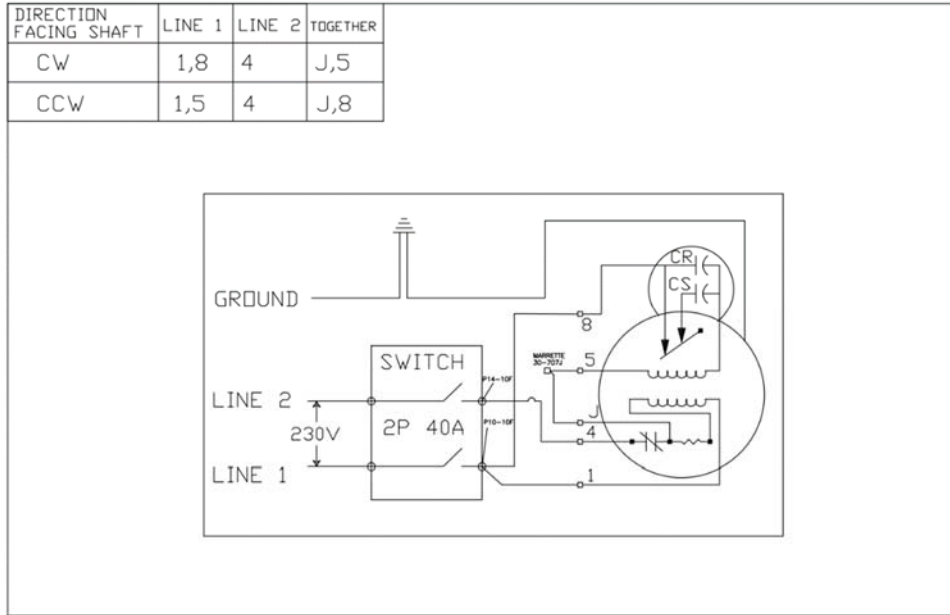 DIRECTION
FACING SHAFT
LINE 1
LINE 2
TOGETHER
CW
1,8
4
J,5
CCW
1,5
4
J,8
GROUND
CR
CS
8
SWITCH
MARRETTE
30-707J
5
P14-10F
LINE 2
J
230V
2P 40A
P10-10F
4
LINE 1
1